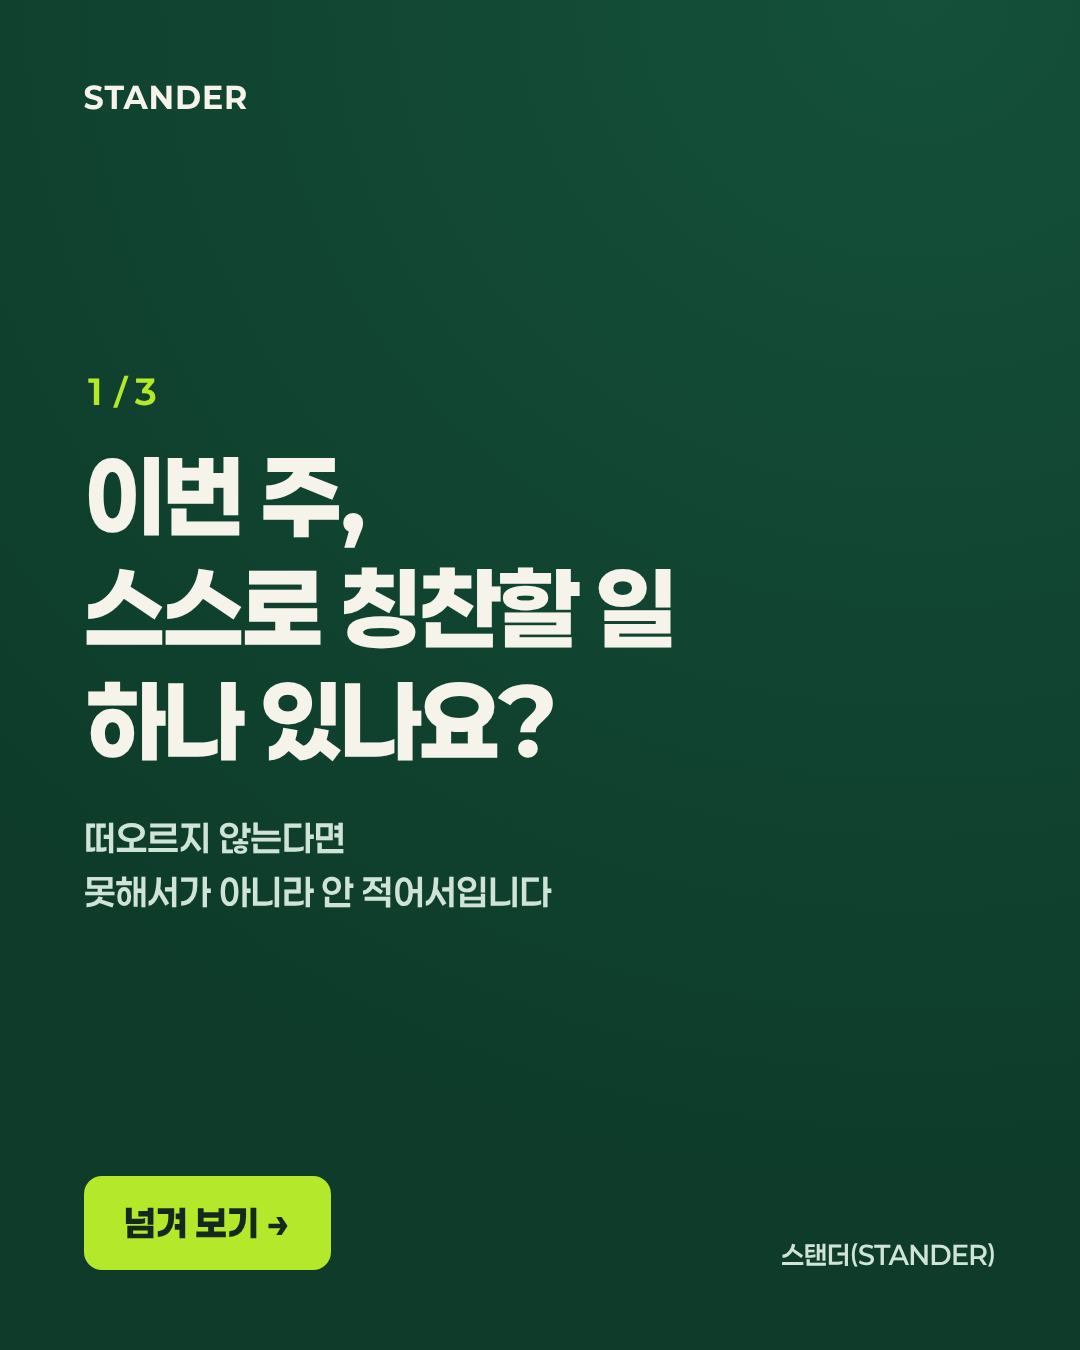 STANDER
1 / 3
이번 주,
스스로 칭찬할 일
하나 있나요?
떠오르지 않는다면
못해서가 아니라 안 적어서입니다
넘겨 보기 →
스탠더(STANDER)